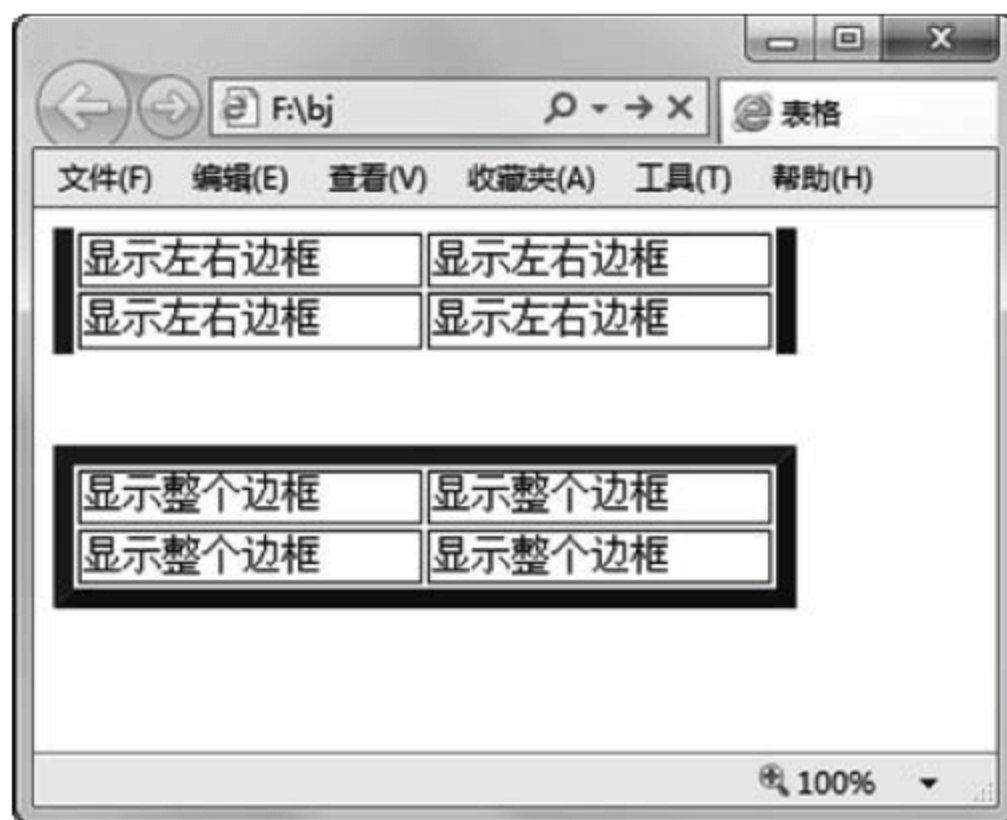 F:\bj
表格
文件(F) 编辑(E) 查看(V) 收藏夹(A) 工具(T) 帮助(H)
显示左右边框 显示左右边框
显示左右边框 显示左右边框
显示整个边框 显示整个边框
显示整个边框 显示整个边框
100%